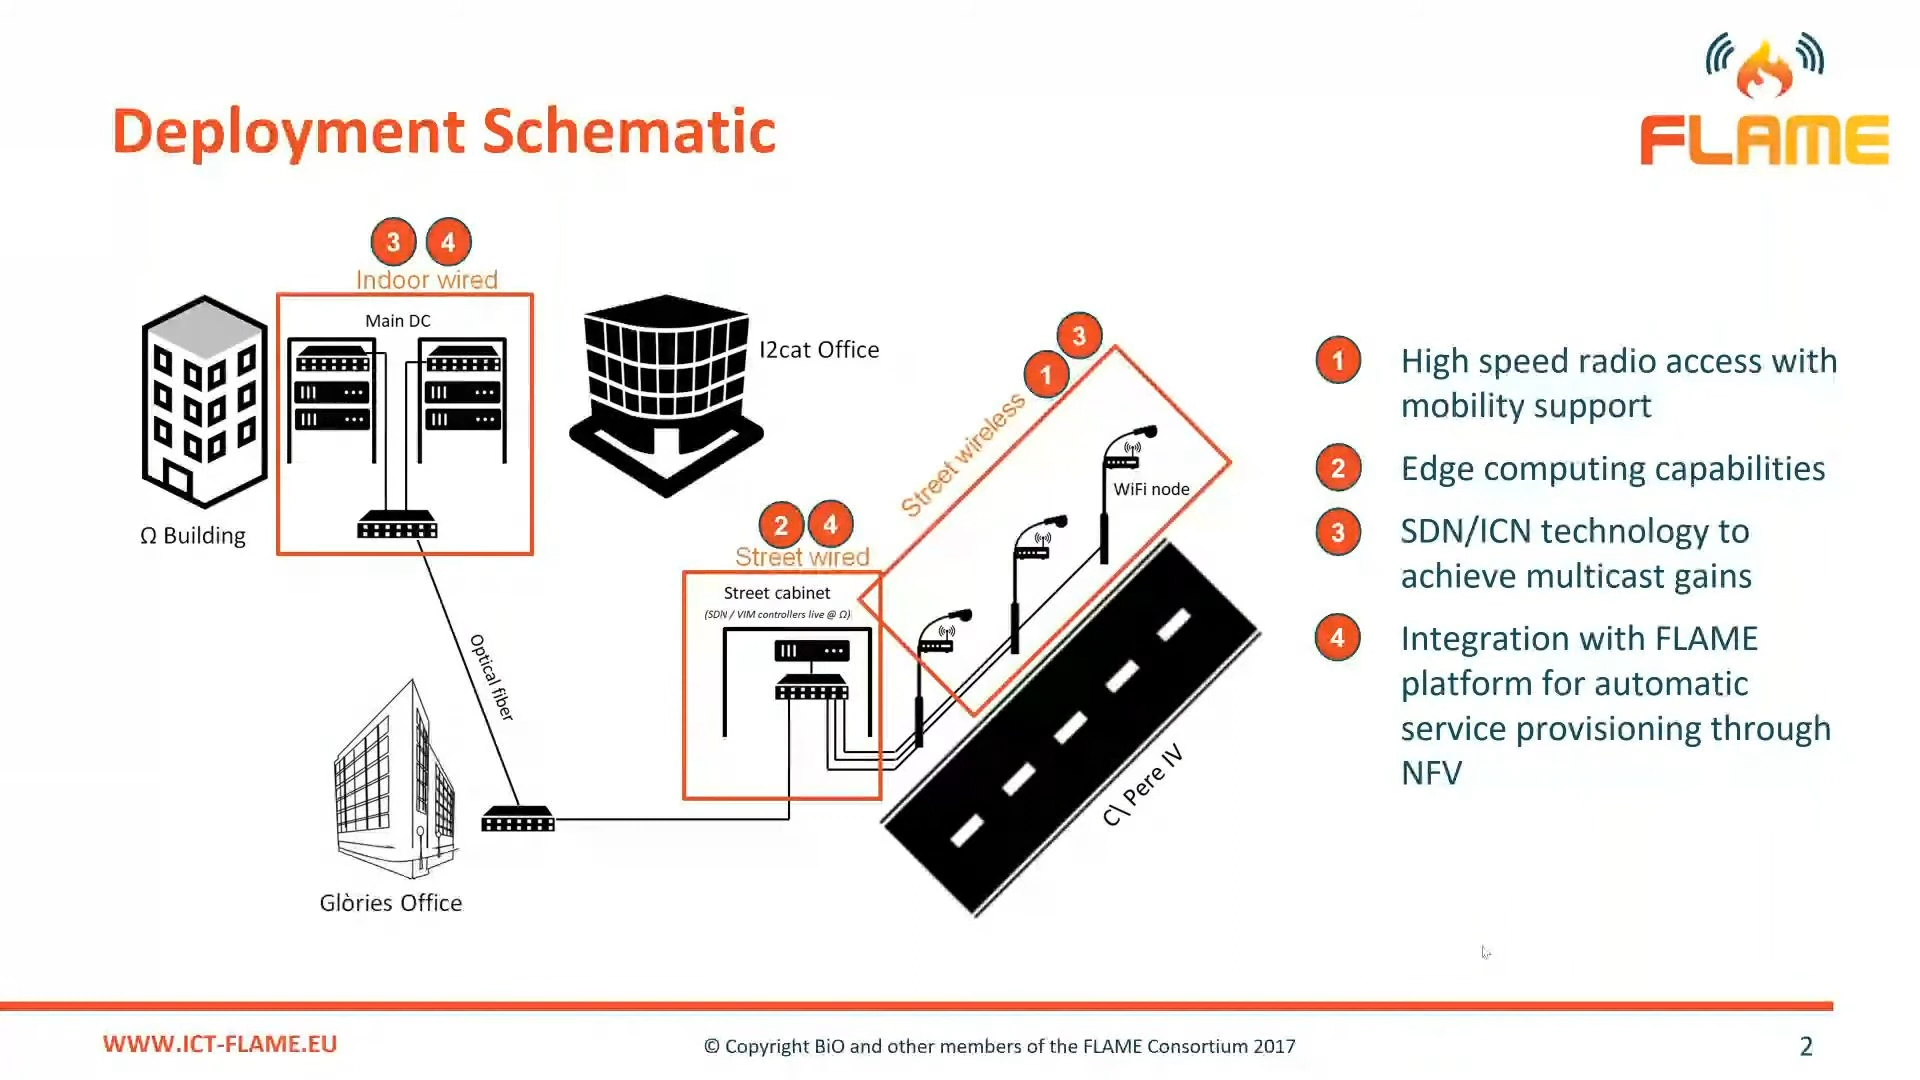 FLAME
Deployment Schematic
3 4
Indoor wired
Main DC
Ω Building
I2cat Office
3
1
Street wireless
WiFi node
2 4
Street wired
Street cabinet
(SDN / VIM controllers live @ Ω)
Optical fiber
Glòries Office
C\ Pere IV
1 High speed radio access with
mobility support
2 Edge computing capabilities
3 SDN/ICN technology to
achieve multicast gains
4 Integration with FLAME
platform for automatic
service provisioning through
NFV
WWW.ICT-FLAME.EU
© Copyright BiO and other members of the FLAME Consortium 2017
2